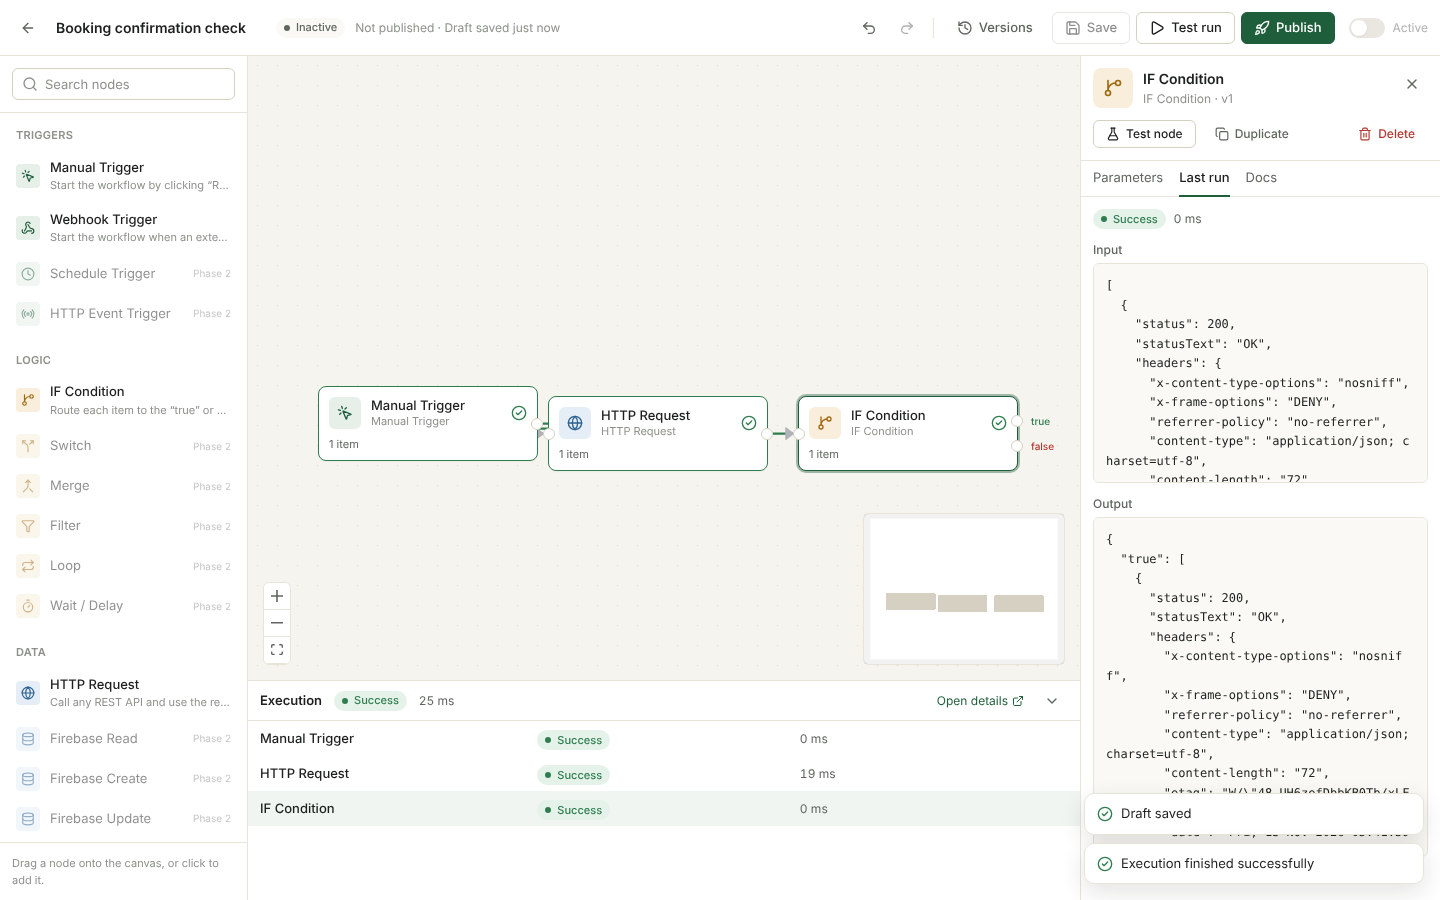 Booking confirmation check
Inactive
Not published · Draft saved just now
Versions
Save
Test run
Publish
Active
Search nodes
TRIGGERS
Manual Trigger
Start the workflow by clicking “R...
Webhook Trigger
Start the workflow when an exte...
Schedule Trigger
Phase 2
HTTP Event Trigger
Phase 2
LOGIC
IF Condition
Route each item to the “true” or ...
Switch
Phase 2
Merge
Phase 2
Filter
Phase 2
Loop
Phase 2
Wait / Delay
Phase 2
DATA
HTTP Request
Call any REST API and use the re...
Firebase Read
Phase 2
Firebase Create
Phase 2
Firebase Update
Phase 2
Drag a node onto the canvas, or click to
add it.
Manual Trigger
Manual Trigger
1 item
HTTP Request
HTTP Request
1 item
IF Condition
IF Condition
1 item
true
false
Execution
Success
25 ms
Open details
Manual Trigger
Success
0 ms
HTTP Request
Success
19 ms
IF Condition
Success
0 ms
IF Condition
IF Condition · v1
Test node
Duplicate
Delete
Parameters
Last run
Docs
Success
0 ms
Input
[
{
"status": 200,
"statusText": "OK",
"headers": {
"x-content-type-options": "nosniff",
"x-frame-options": "DENY",
"referrer-policy": "no-referrer",
"content-type": "application/json; c
harset=utf-8",
"content-length": "72"
Output
{
"true": [
{
"status": 200,
"statusText": "OK",
"headers": {
"x-content-type-options": "nosnif
f",
"x-frame-options": "DENY",
"referrer-policy": "no-referrer",
"content-type": "application/json;
charset=utf-8",
"content-length": "72",
Draft saved
Execution finished successfully